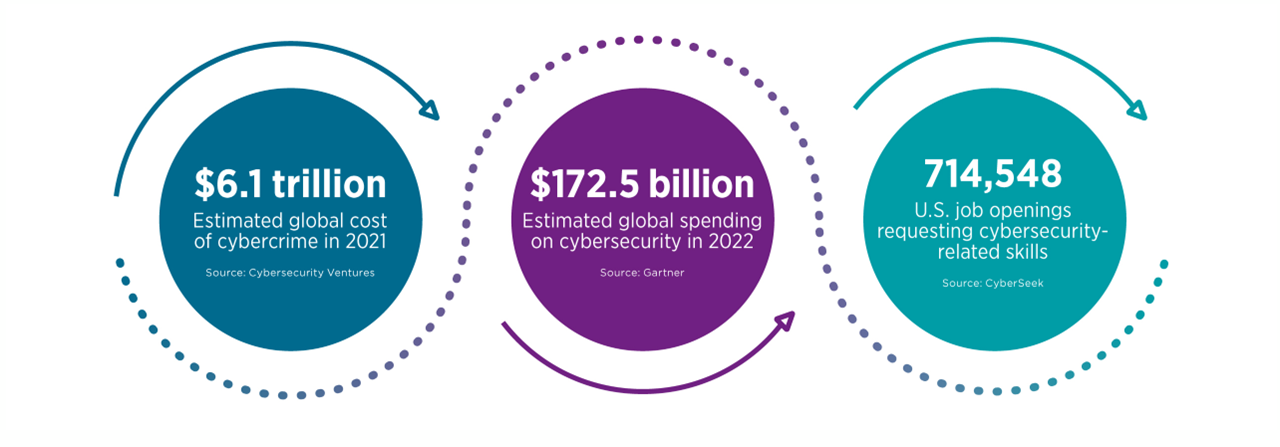 $6.1 trillion
Estimated global cost
of cybercrime in 2021
Source: Cybersecurity Ventures
$172.5 billion
Estimated global spending
on cybersecurity in 2022
Source: Gartner
714,548
U.S. job openings
requesting cybersecurity-
related skills
Source: CyberSeek